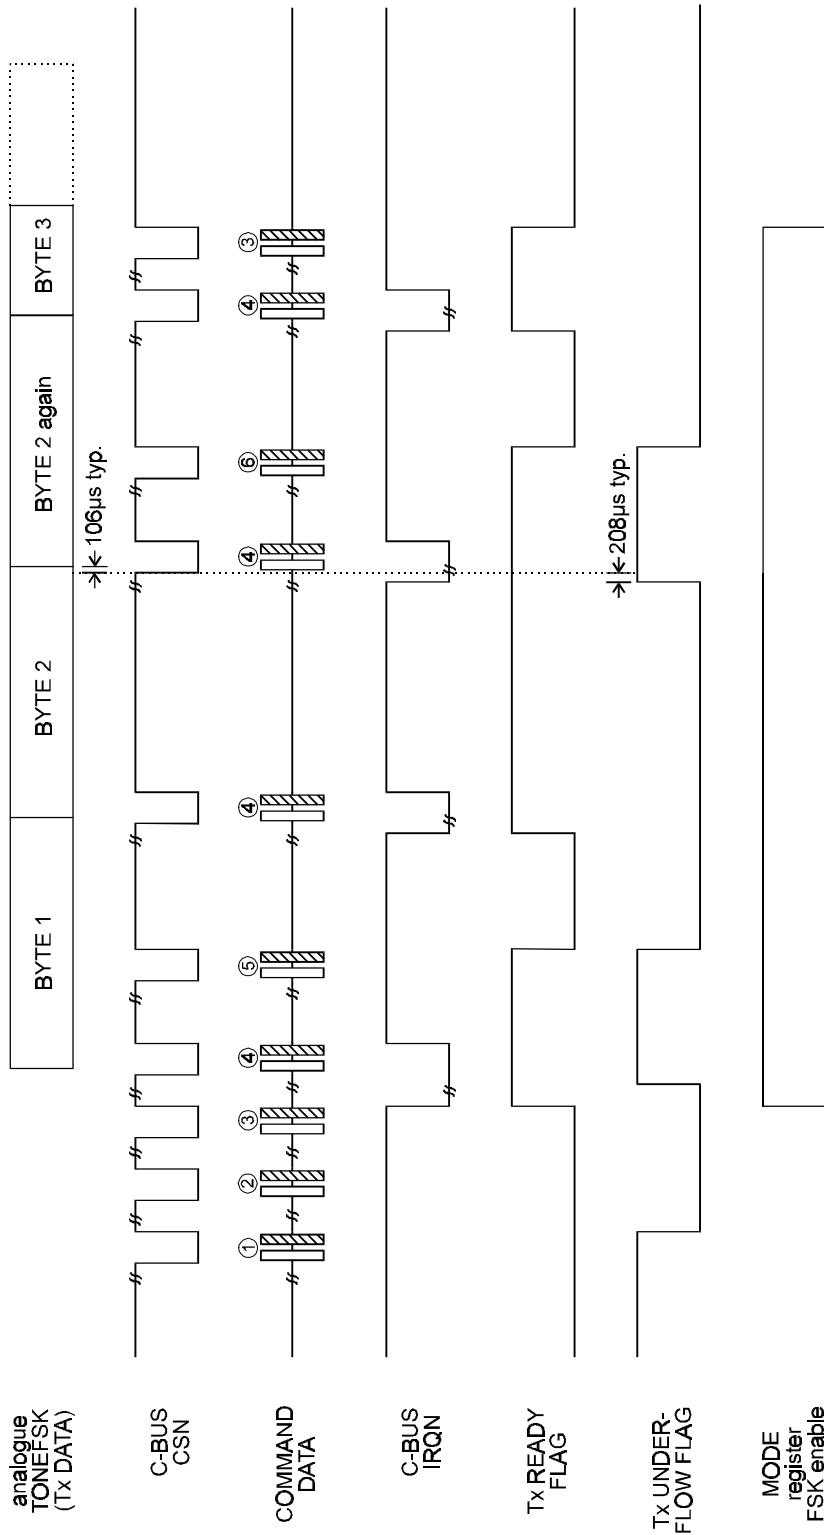 analogue
TONEFSK
(Tx DATA)
BYTE 1
BYTE 2
BYTE 2 again
BYTE 3
106µs typ.
C-BUS
CSN
COMMAND
DATA
①
②
③
④
⑤
④
④
⑥
④
③
C-BUS
IRQN
Tx READY
FLAG
Tx UNDER-
FLOW FLAG
208µs typ.
MODE
register
FSK enable